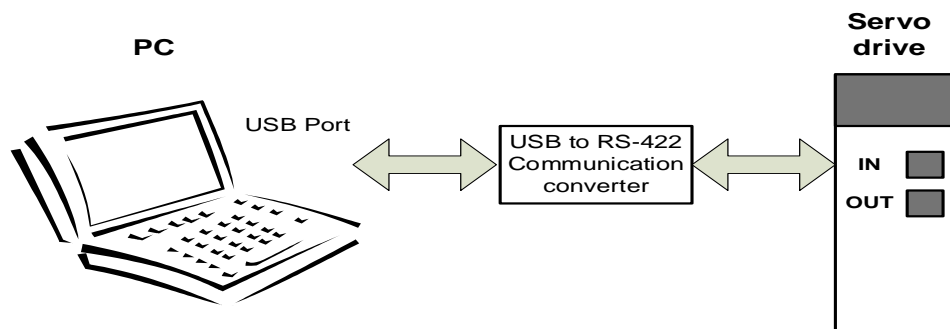 PC
USB Port
USB to RS-422
Communication
converter
Servo
drive
IN
OUT